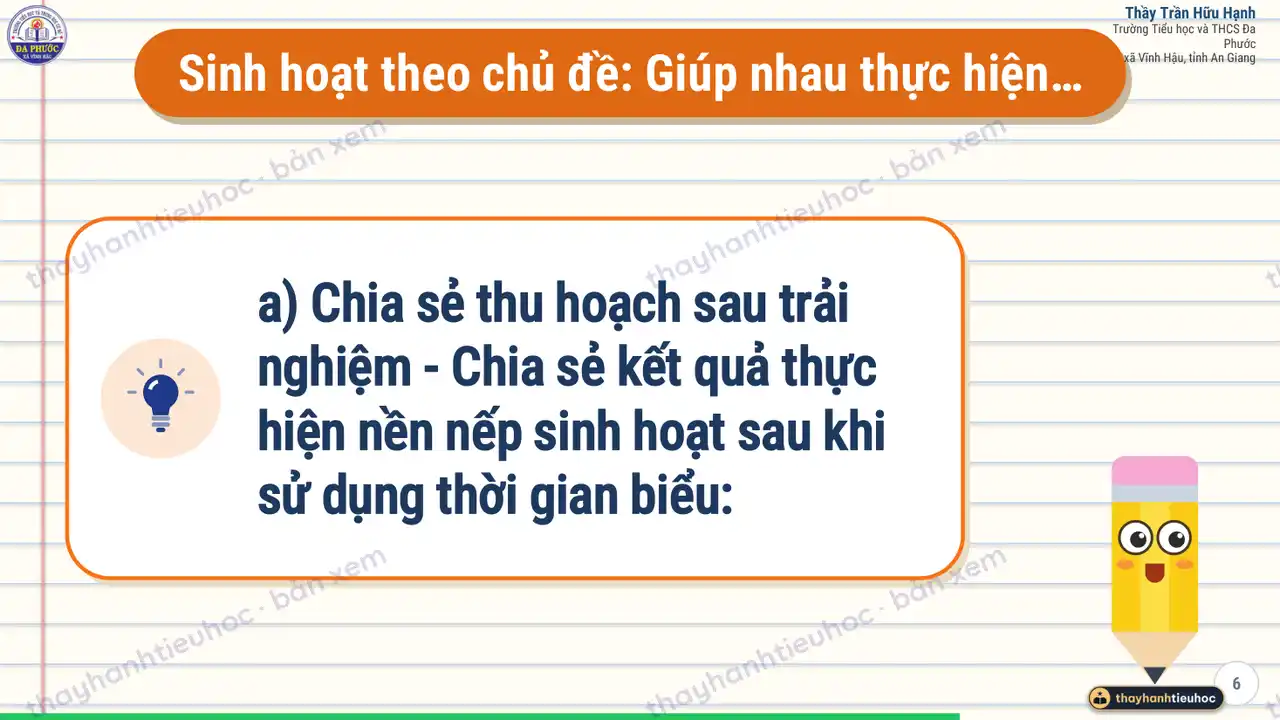 Thầy Trần Hữu Hạnh
Trường Tiểu học và THCS Đa
Phước
xã Vĩnh Hậu, tỉnh An Giang
ĐA PHƯỚC
Sinh hoạt theo chủ đề: Giúp nhau thực hiện...
a) Chia sẻ thu hoạch sau trải
nghiệm - Chia sẻ kết quả thực
hiện nền nếp sinh hoạt sau khi
sử dụng thời gian biểu:
thayhanhtieuhoc · bản xem
thayhanhtieuhoc · bản xem
thayhanhtieuhoc · bản xem
thayhanhtieuhoc · bản xem
thayhanhtieuhoc
6